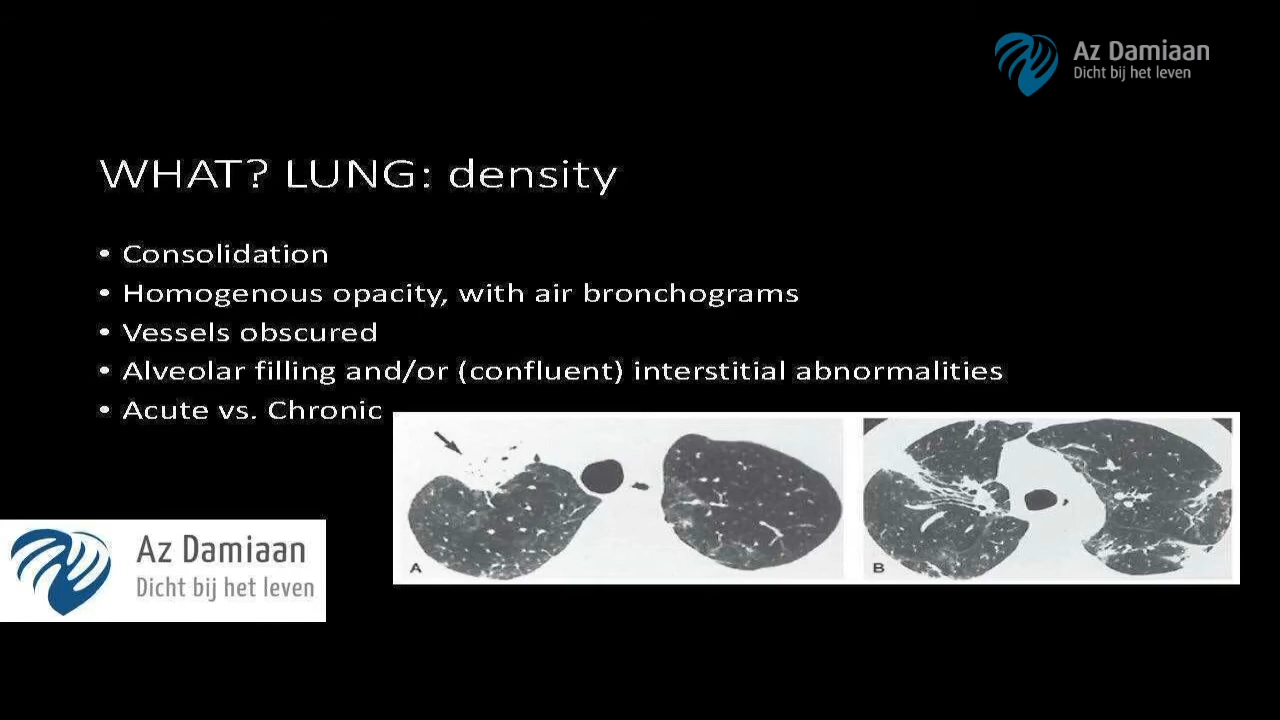 Az Damiaan
Dicht bij het leven
WHAT? LUNG: density
• Consolidation
• Homogenous opacity, with air bronchograms
• Vessels obscured
• Alveolar filling and/or (confluent) interstitial abnormalities
• Acute vs. Chronic
A
B
Az Damiaan
Dicht bij het leven